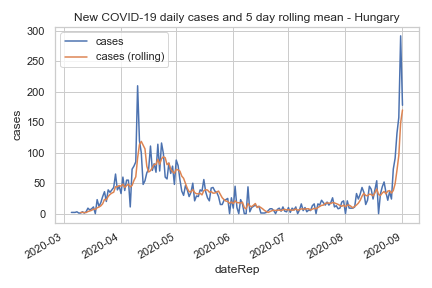 New COVID-19 daily cases and 5 day rolling mean - Hungary
300
250
200
150
100
50
0
cases
cases (rolling)
cases
2020-03
2020-04
2020-05
2020-06
2020-07
2020-08
2020-09
dateRep